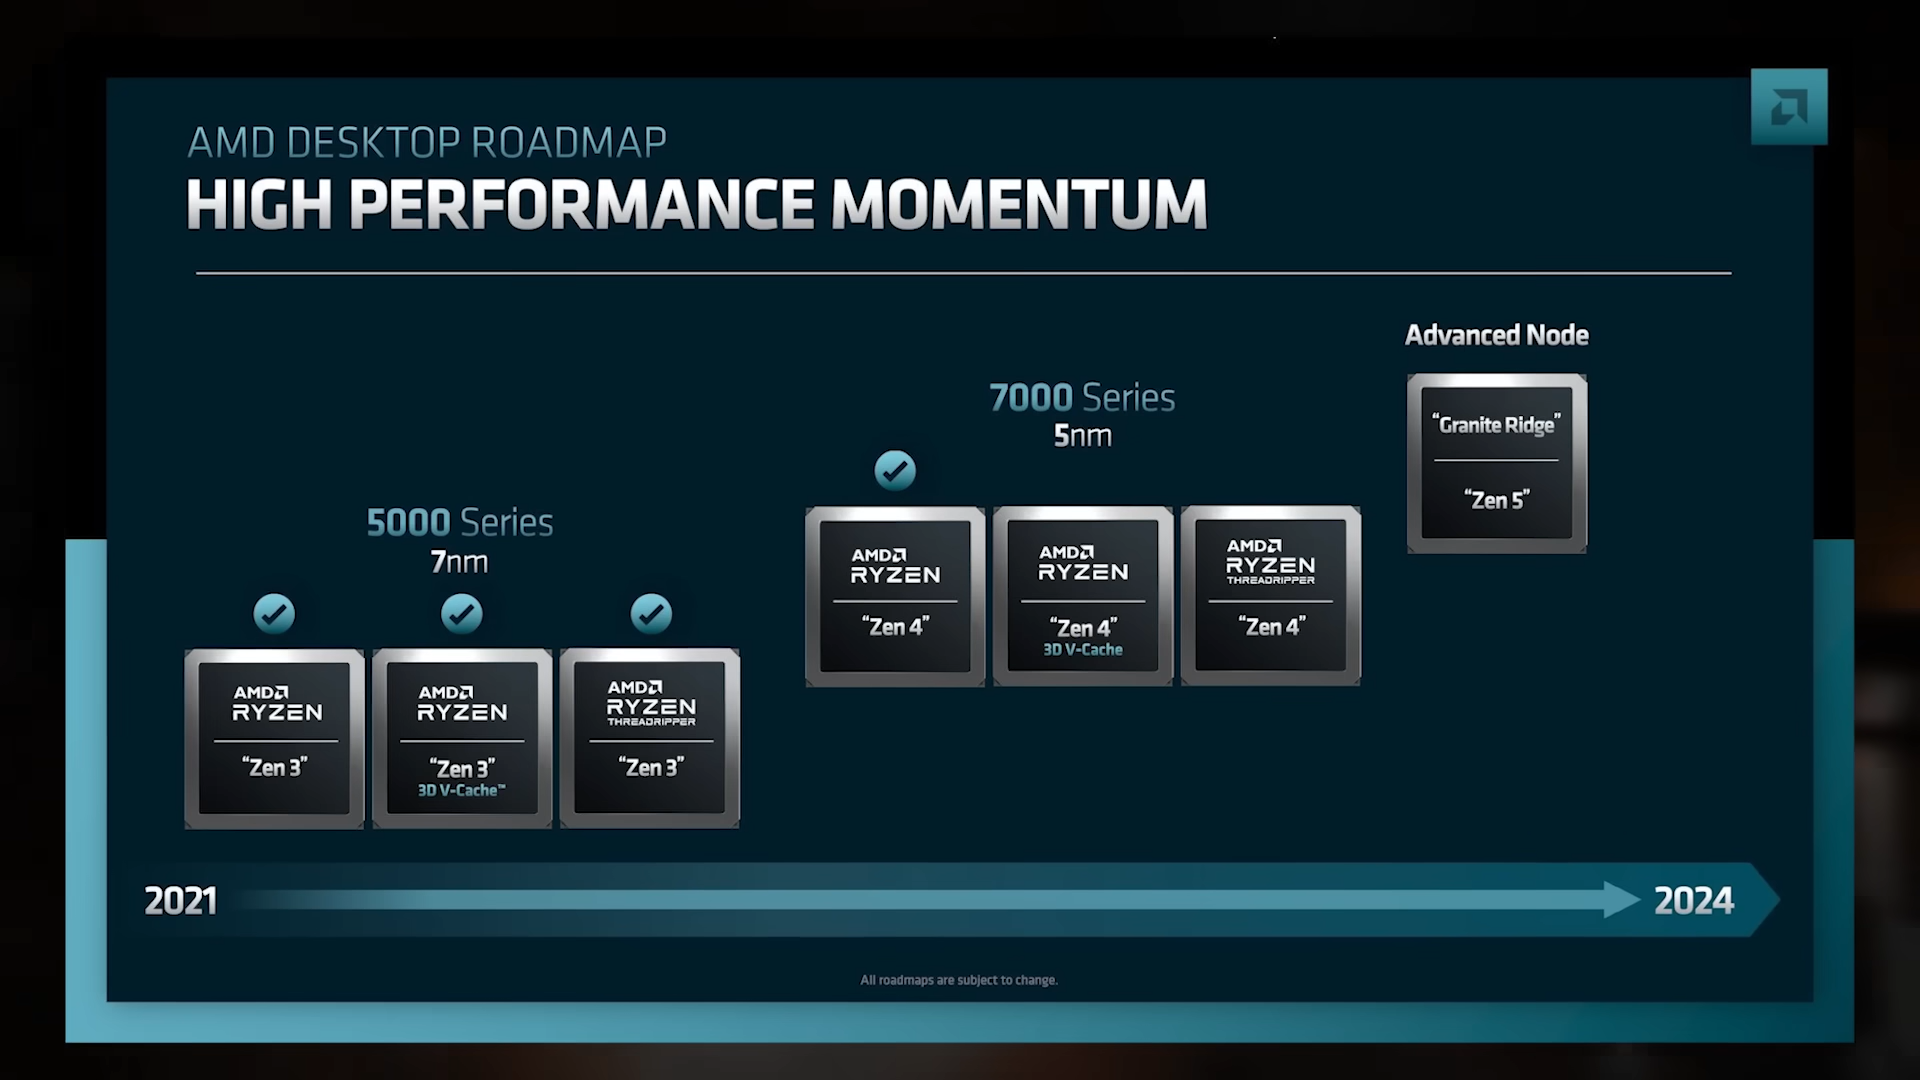 AMD DESKTOP ROADMAP
HIGH PERFORMANCE MOMENTUM
5000 Series
7nm
AMD
RYZEN
“Zen 3”
AMD
RYZEN
“Zen 3”
3D V-Cache™
AMD
RYZEN
THREADRIPPER
“Zen 3”
7000 Series
5nm
AMD
RYZEN
“Zen 4”
AMD
RYZEN
“Zen 4”
3D V-Cache
AMD
RYZEN
THREADRIPPER
“Zen 4”
Advanced Node
“Granite Ridge”
“Zen 5”
2021
2024
All roadmaps are subject to change.